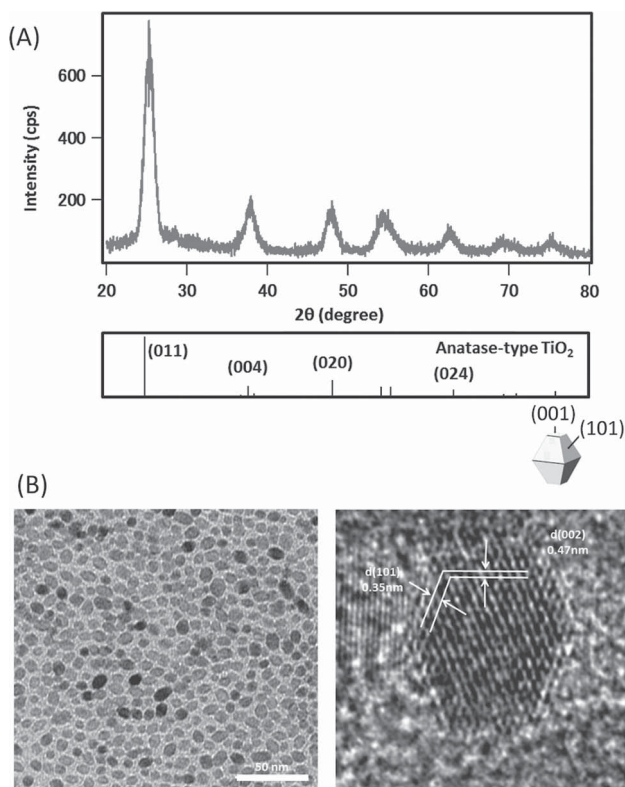 (A)
Intensity (cps)
600
400
200
20 30 40 50 60 70 80
2θ (degree)
Anatase-type TiO₂
(011)
(004)
(020)
(024)
(001)
(101)
(B)
50 nm
d(002)
0.47nm
d(101)
0.35nm